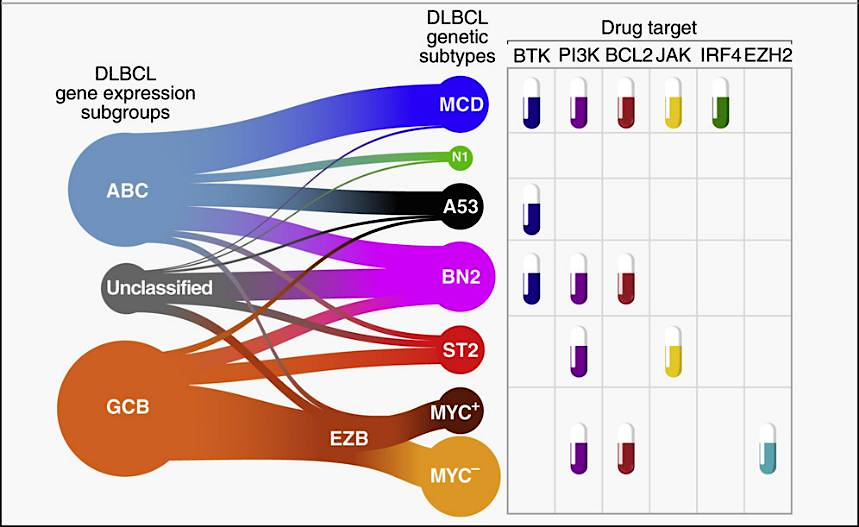 DLBCL
gene expression
subgroups
DLBCL
genetic
subtypes
Drug target
BTK PI3K BCL2 JAK IRF4 EZH2
ABC
Unclassified
GCB
EZB
MCD
N1
A53
BN2
ST2
MYC+
MYC−